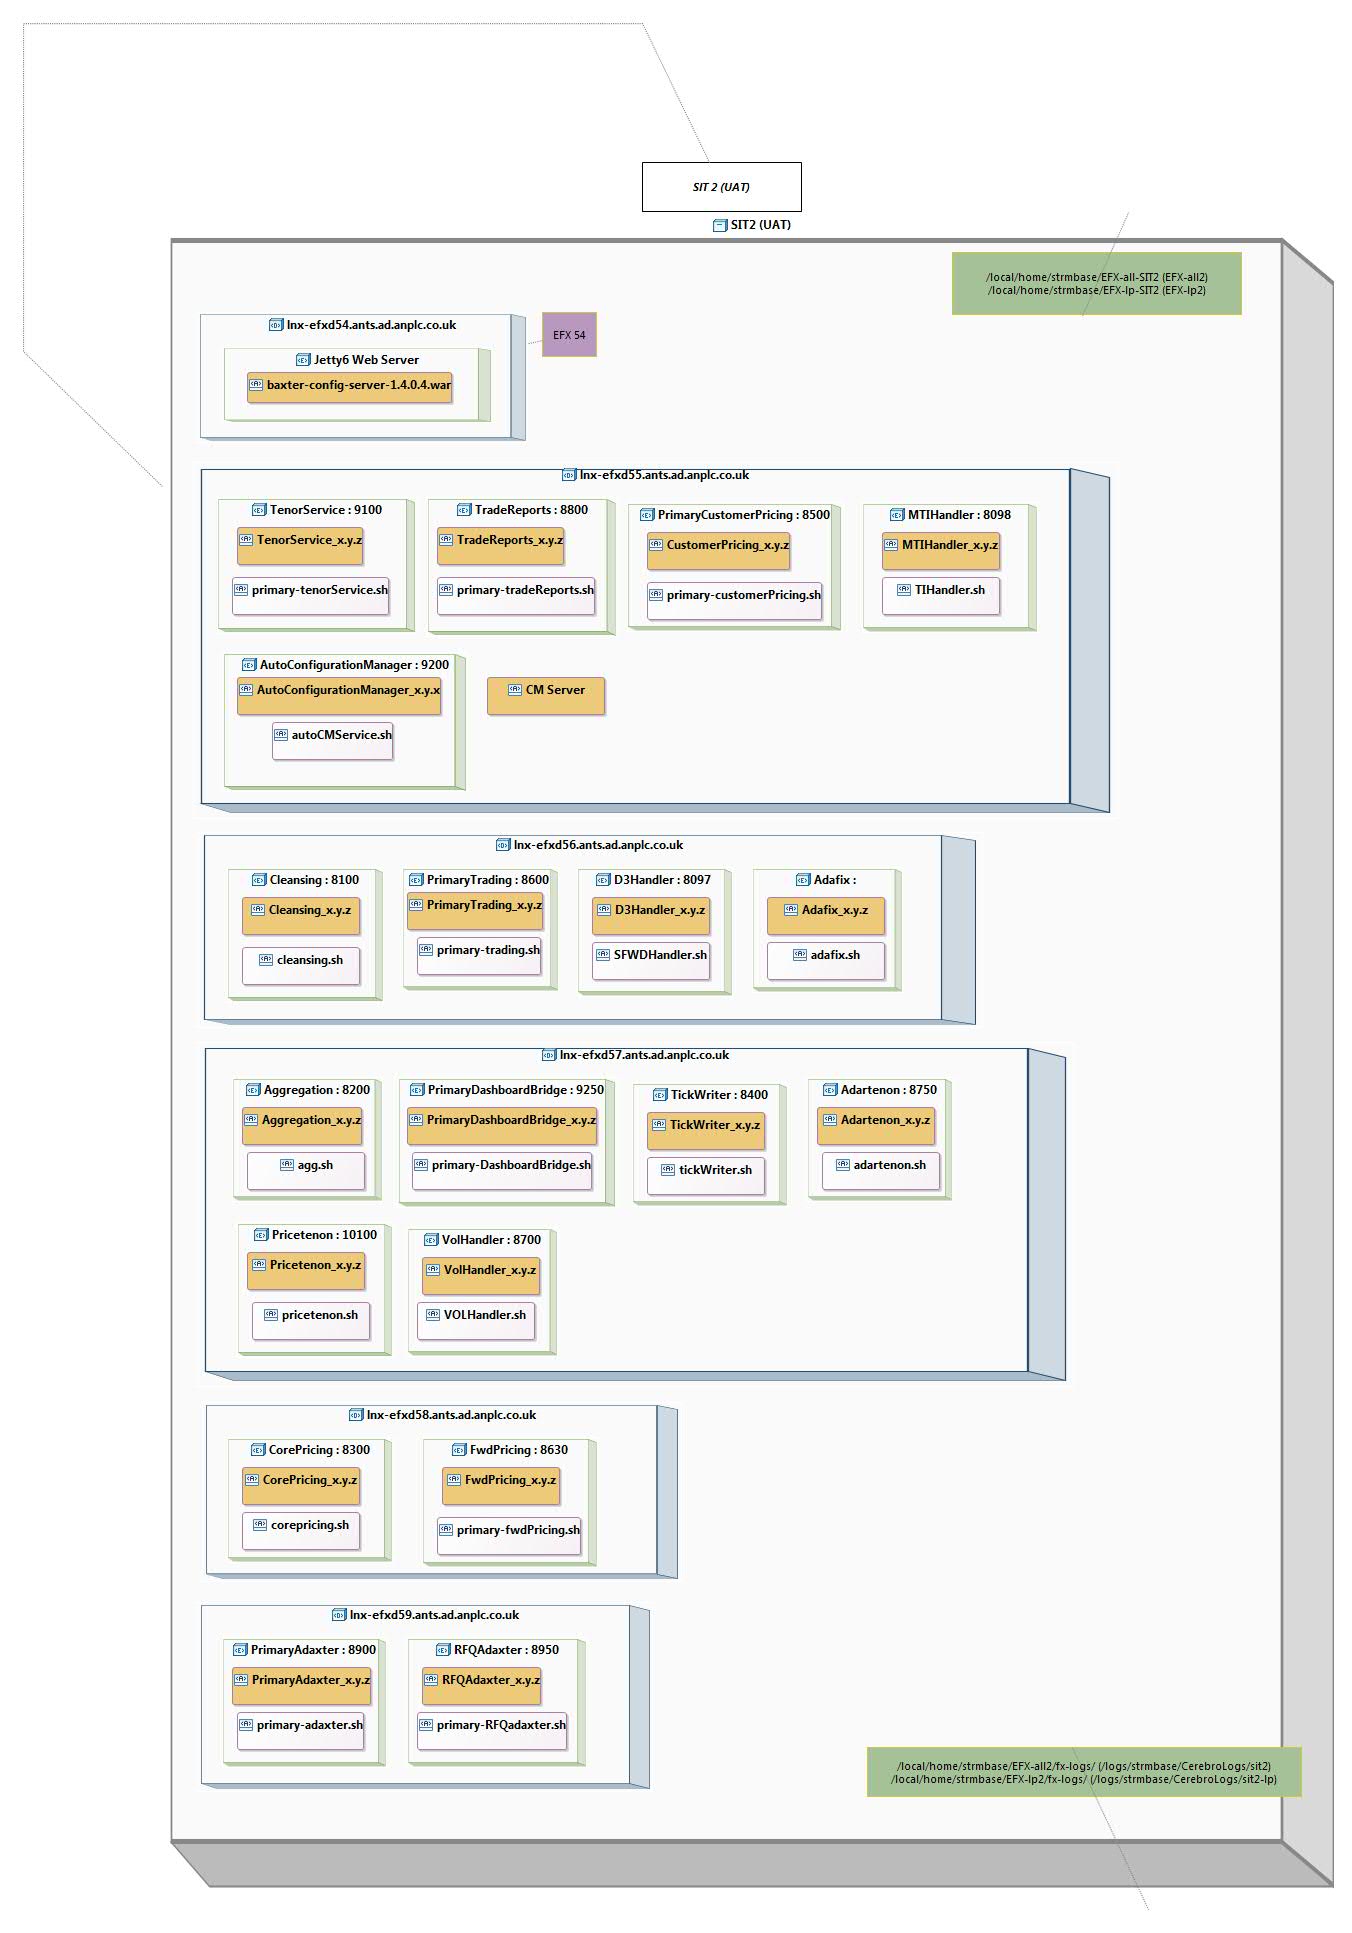 SIT 2 (UAT)
SIT2 (UAT)
/local/home/strmbase/EFX-all-SIT2 (EFX-all2)
/local/home/strmbase/EFX-lp-SIT2 (EFX-lp2)
lnx-efxd54.ants.ad.anplc.co.uk
EFX 54
Jetty6 Web Server
baxter-config-server-1.4.0.4.war
lnx-efxd55.ants.ad.anplc.co.uk
TenorService : 9100
TenorService_x.y.z
primary-tenorService.sh
TradeReports : 8800
TradeReports_x.y.z
primary-tradeReports.sh
PrimaryCustomerPricing : 8500
CustomerPricing_x.y.z
primary-customerPricing.sh
MTIHandler : 8098
MTIHandler_x.y.z
TIHandler.sh
AutoConfigurationManager : 9200
AutoConfigurationManager_x.y.x
autoCMService.sh
CM Server
lnx-efxd56.ants.ad.anplc.co.uk
Cleansing : 8100
Cleansing_x.y.z
cleansing.sh
PrimaryTrading : 8600
PrimaryTrading_x.y.z
primary-trading.sh
D3Handler : 8097
D3Handler_x.y.z
SFWDHandler.sh
Adafix :
Adafix_x.y.z
adafix.sh
lnx-efxd57.ants.ad.anplc.co.uk
Aggregation : 8200
Aggregation_x.y.z
agg.sh
PrimaryDashboardBridge : 9250
PrimaryDashboardBridge_x.y.z
primary-DashboardBridge.sh
TickWriter : 8400
TickWriter_x.y.z
tickWriter.sh
Adartenon : 8750
Adartenon_x.y.z
adartenon.sh
Pricetenon : 10100
Pricetenon_x.y.z
pricetenon.sh
VolHandler : 8700
VolHandler_x.y.z
VOLHandler.sh
lnx-efxd58.ants.ad.anplc.co.uk
CorePricing : 8300
CorePricing_x.y.z
corepricing.sh
FwdPricing : 8630
FwdPricing_x.y.z
primary-fwdPricing.sh
lnx-efxd59.ants.ad.anplc.co.uk
PrimaryAdaxter : 8900
PrimaryAdaxter_x.y.z
primary-adaxter.sh
RFQAdaxter : 8950
RFQAdaxter_x.y.z
primary-RFQadaxter.sh
/local/home/strmbase/EFX-all2/fx-logs/ (/logs/strmbase/CerebroLogs/sit2)
/local/home/strmbase/EFX-lp2/fx-logs/ (/logs/strmbase/CerebroLogs/sit2-lp)